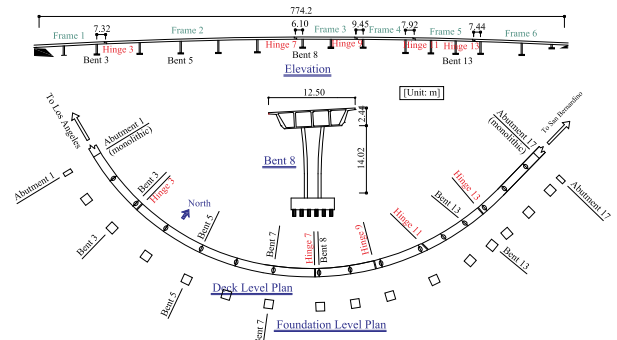 774.2
7.32
6.10
9.45
7.92
7.44
Frame 1
Frame 2
Frame 3
Frame 4
Frame 5
Frame 6
Hinge 3
Hinge 7
Hinge 9
Hinge 11
Hinge 13
Bent 3
Bent 5
Bent 8
Bent 13
Elevation
12.50
[Unit: m]
2.44
14.02
Bent 8
To Los Angeles
Abutment 1
(monolithic)
Abutment 17
(monolithic)
To San Bernardino
Abutment 1
Bent 3
Hinge 3
North
Bent 5
Bent 7
Hinge 7
Bent 8
Hinge 9
Hinge 11
Bent 13
Hinge 13
Abutment 17
Bent 3
Bent 5
Bent 7
Bent 13
Deck Level Plan
Foundation Level Plan